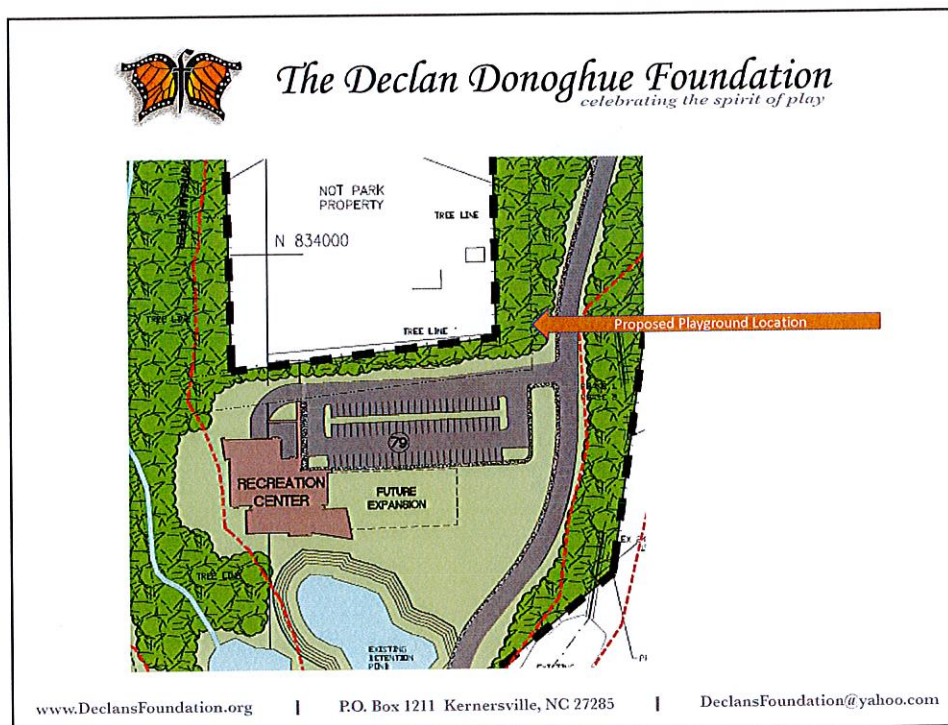 The Declan Donoghue Foundation
celebrating the spirit of play
NOT PARK
PROPERTY
TREE LINE
N 834000
TREE LINE
TREE LINE
Proposed Playground Location
79
RECREATION
CENTER
FUTURE
EXPANSION
TREE LINE
EXISTING
DETENTION
POND
www.DeclansFoundation.org | P.O. Box 1211 Kernersville, NC 27285 | DeclansFoundation@yahoo.com